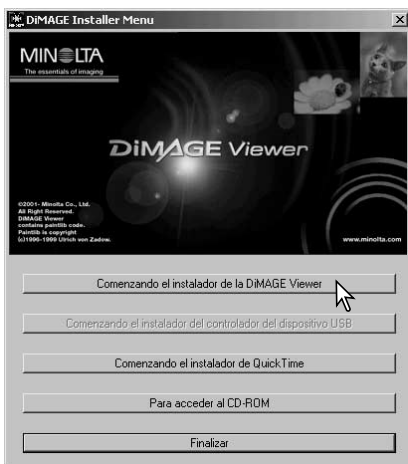 DiMAGE Installer Menu
MINOLTA
The essentials of imaging
DiMAGE Viewer
©2001- Minolta Co., Ltd.
All Right Reserved.
DiMAGE Viewer
contains paintlib code.
Paintlib is copyright
(c)1996-1999 Ulrich von Zadow.
www.minolta.com
Comenzando el instalador de la DiMAGE Viewer
Comenzando el instalador del controlador del dispositivo USB
Comenzando el instalador de QuickTime
Para acceder al CD-ROM
Finalizar